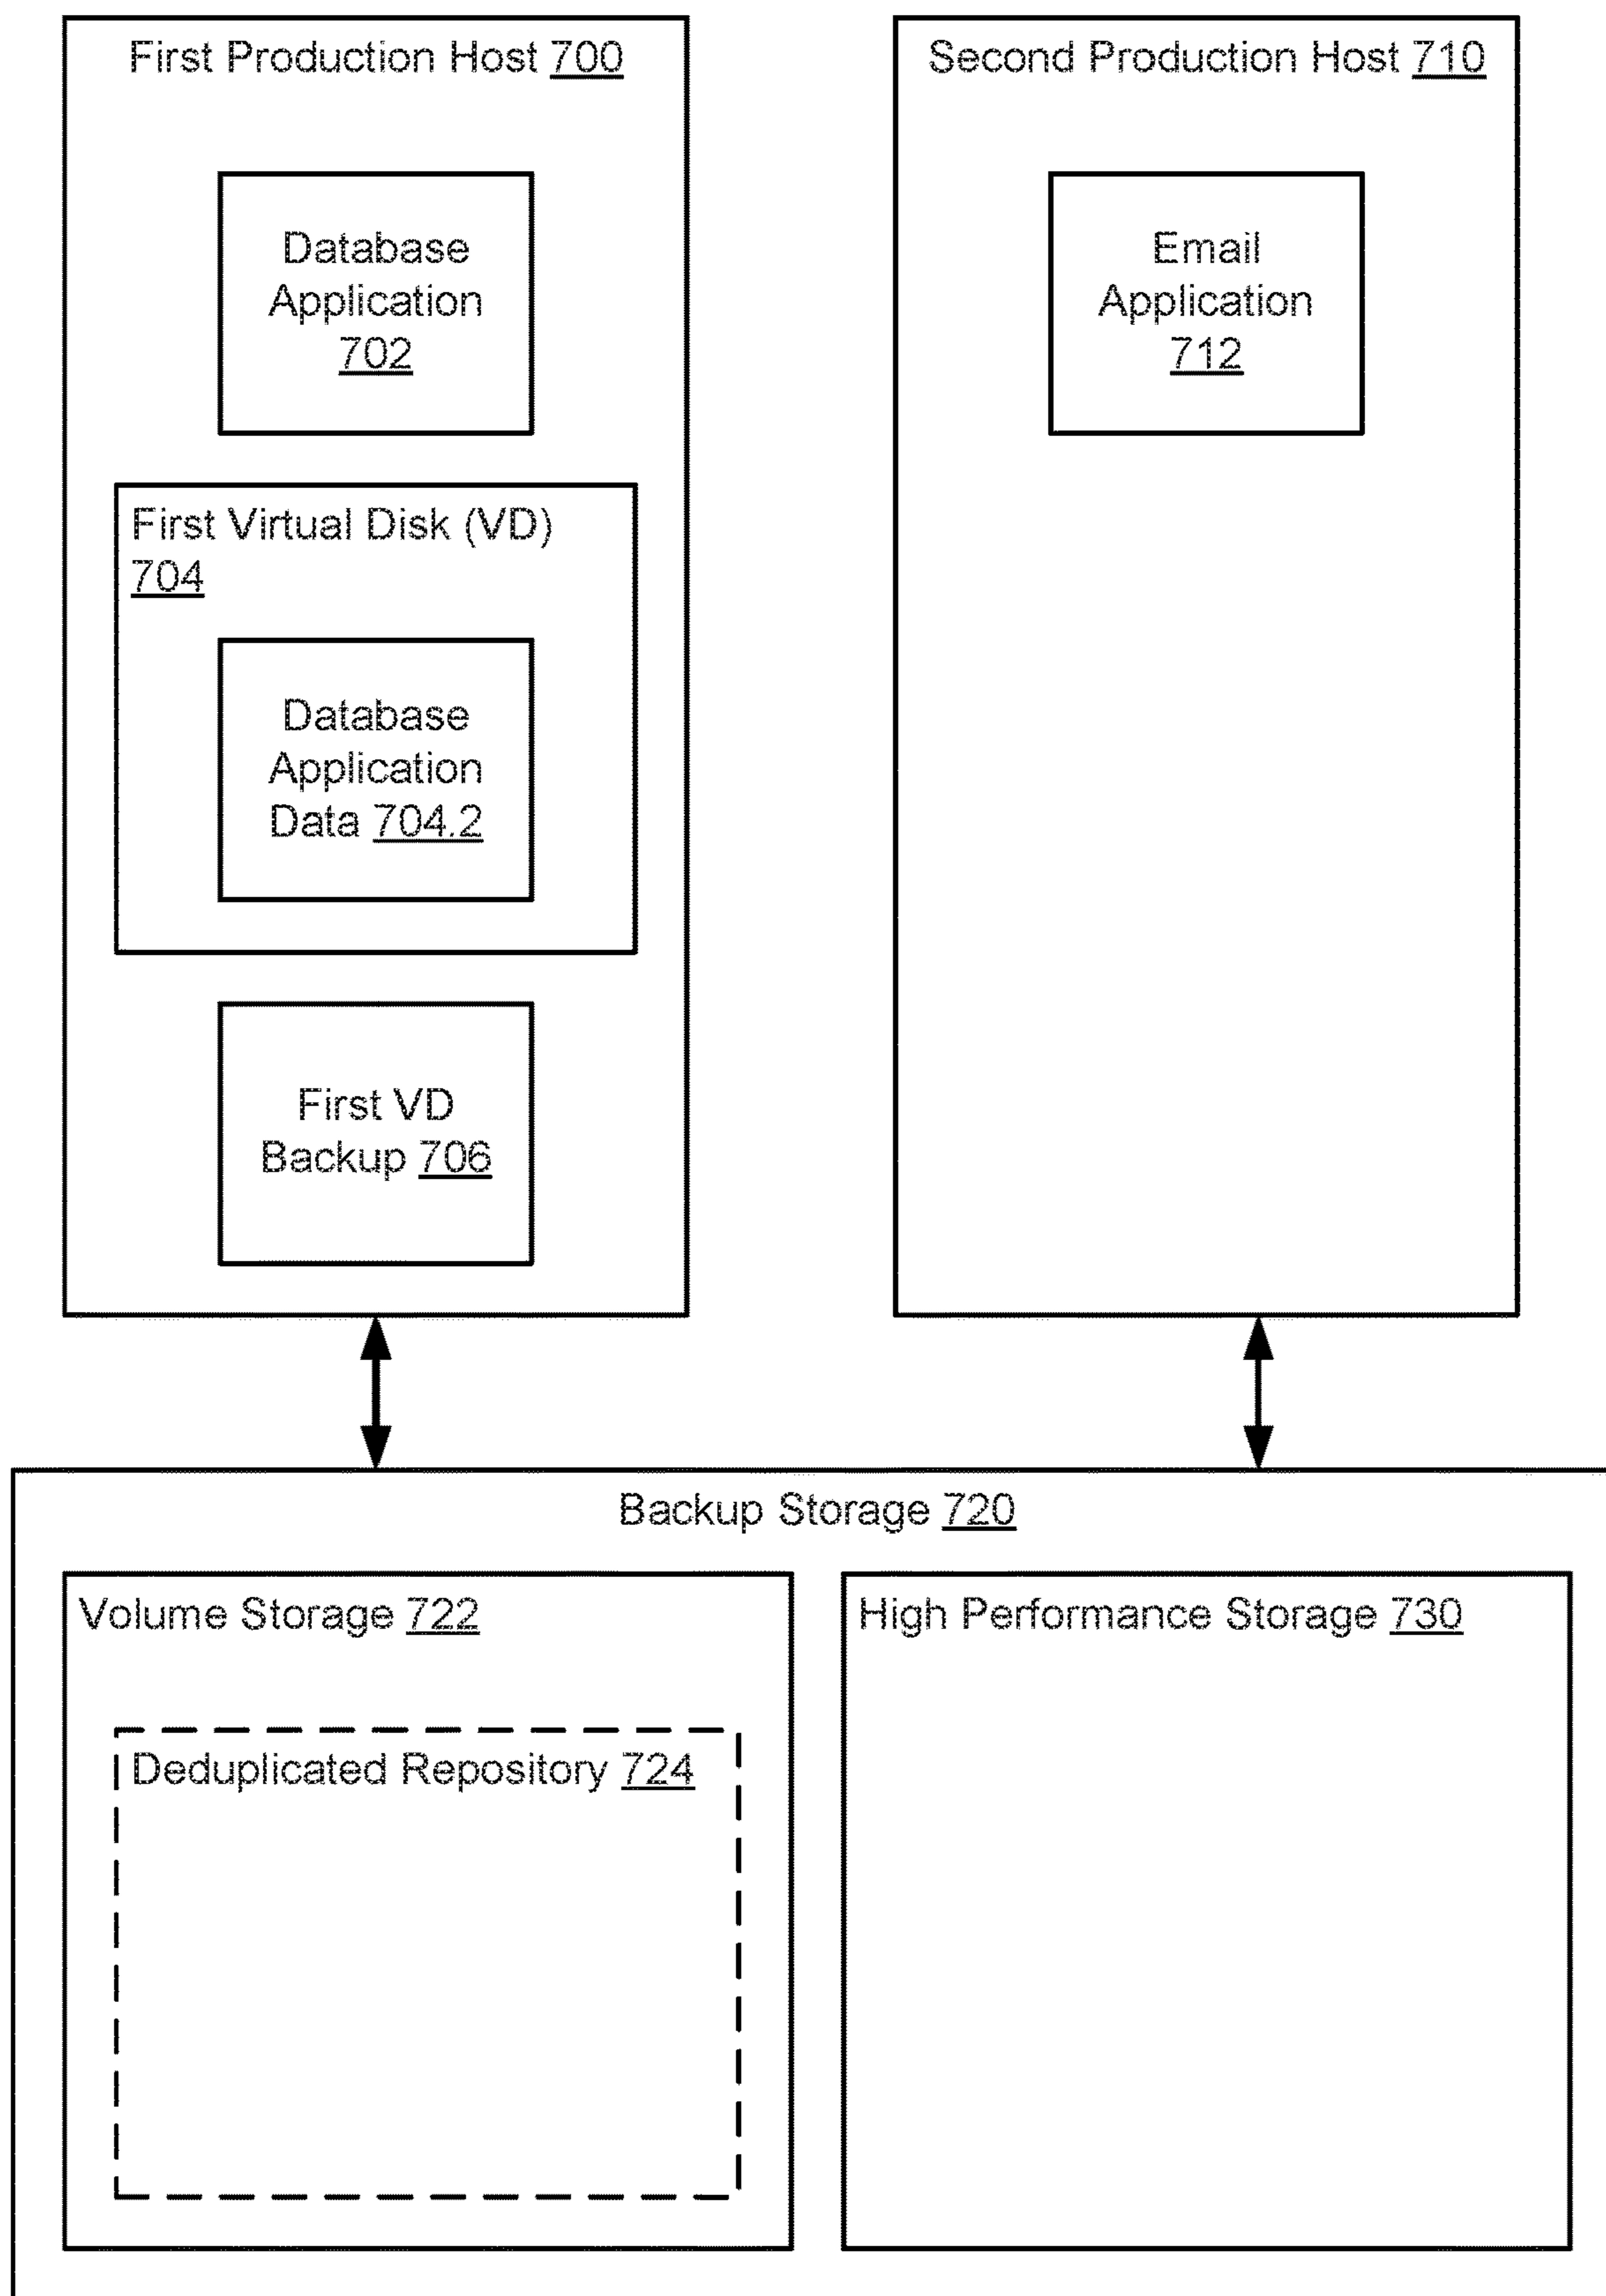 First Production Host 700
Database
Application
702
First Virtual Disk (VD)
704
Database
Application
Data 704.2
First VD
Backup 706
Second Production Host 710
Email
Application
712
Backup Storage 720
Volume Storage 722
Deduplicated Repository 724
High Performance Storage 730